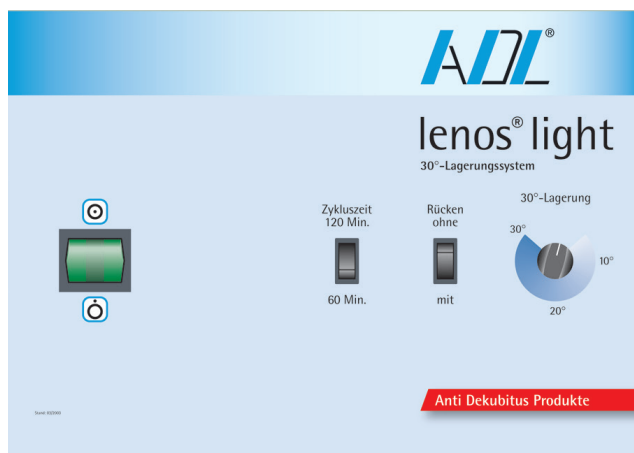 ADL®
lenos® light
30°-Lagerungssystem
Zykluszeit
120 Min.
60 Min.
Rücken
ohne
mit
30°-Lagerung
30°
10°
20°
Anti Dekubitus Produkte